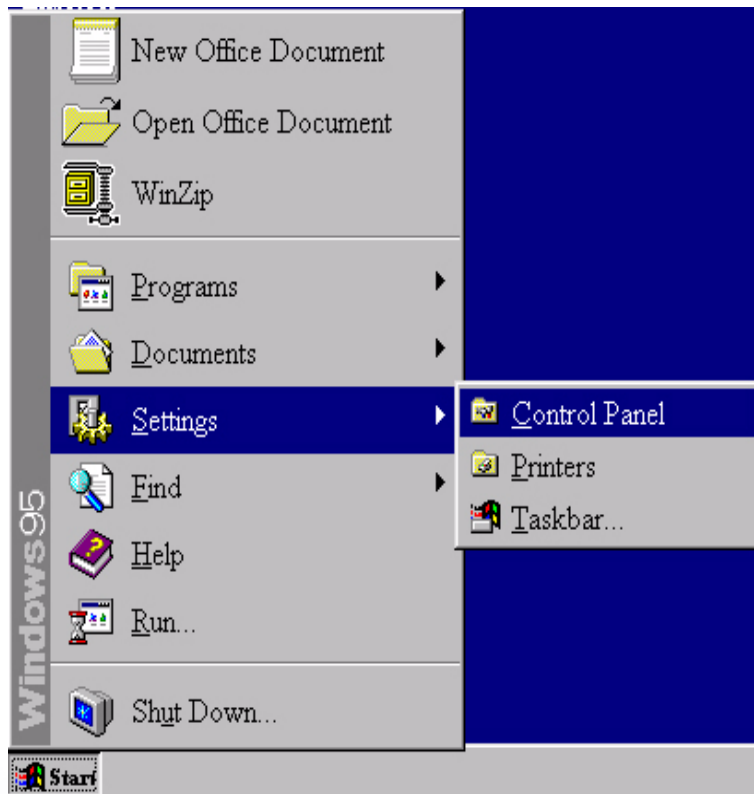 New Office Document
Open Office Document
WinZip
Programs
Documents
Settings
Find
Help
Run...
Shut Down...
Control Panel
Printers
Taskbar...
Windows95
Start